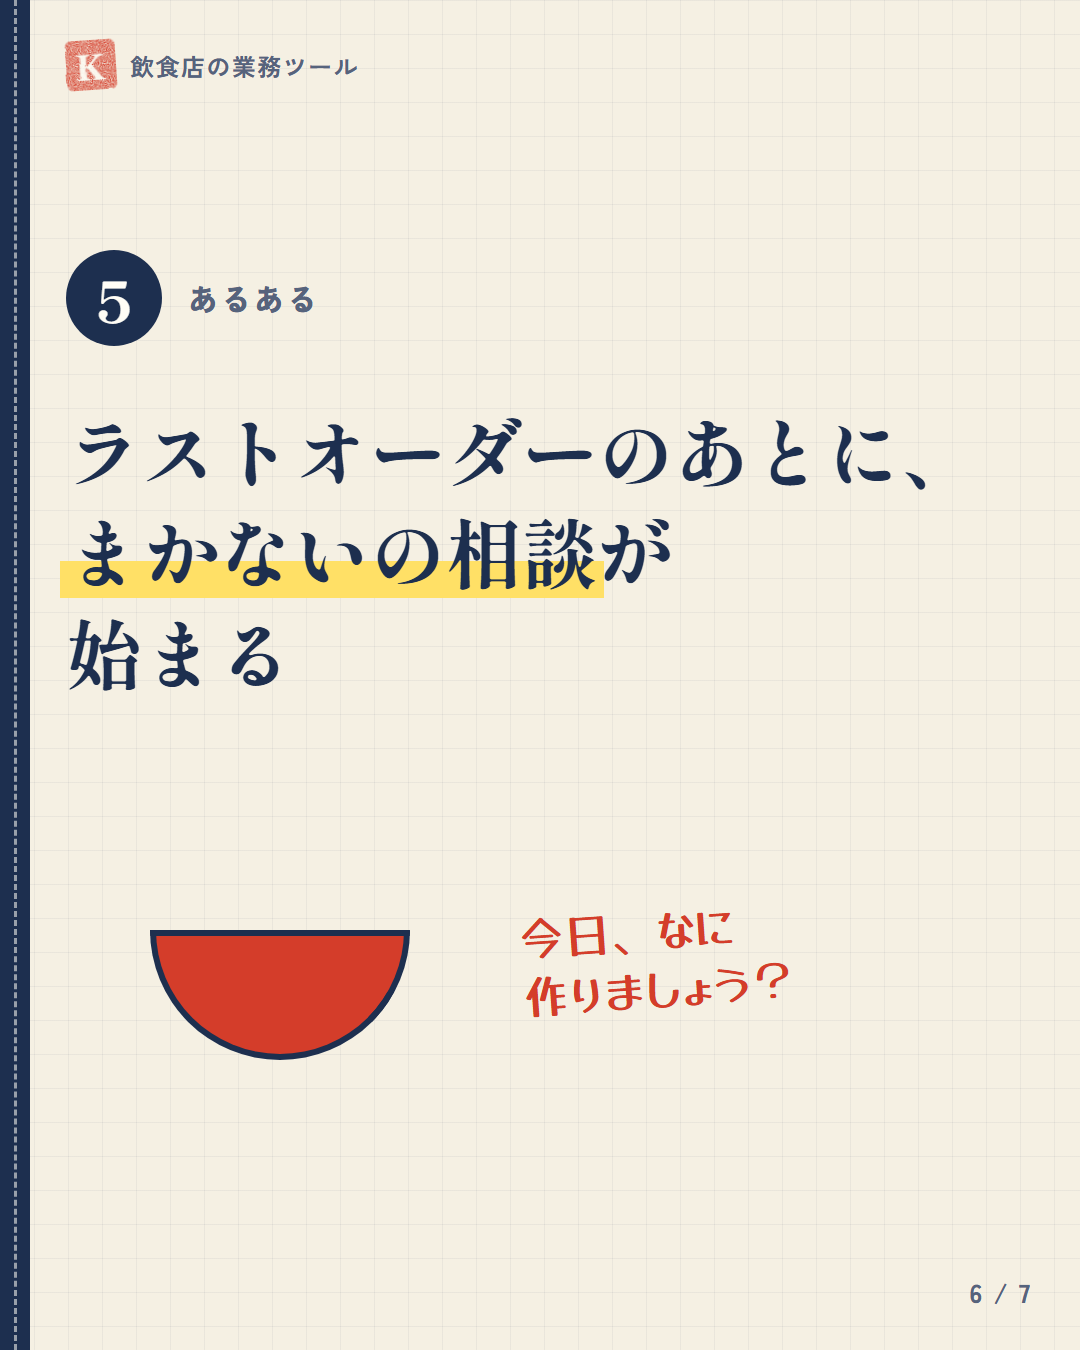 K 飲食店の業務ツール
5 あるある
ラストオーダーのあとに、
まかないの相談が
始まる
今日、なに
作りましょう？
6 / 7